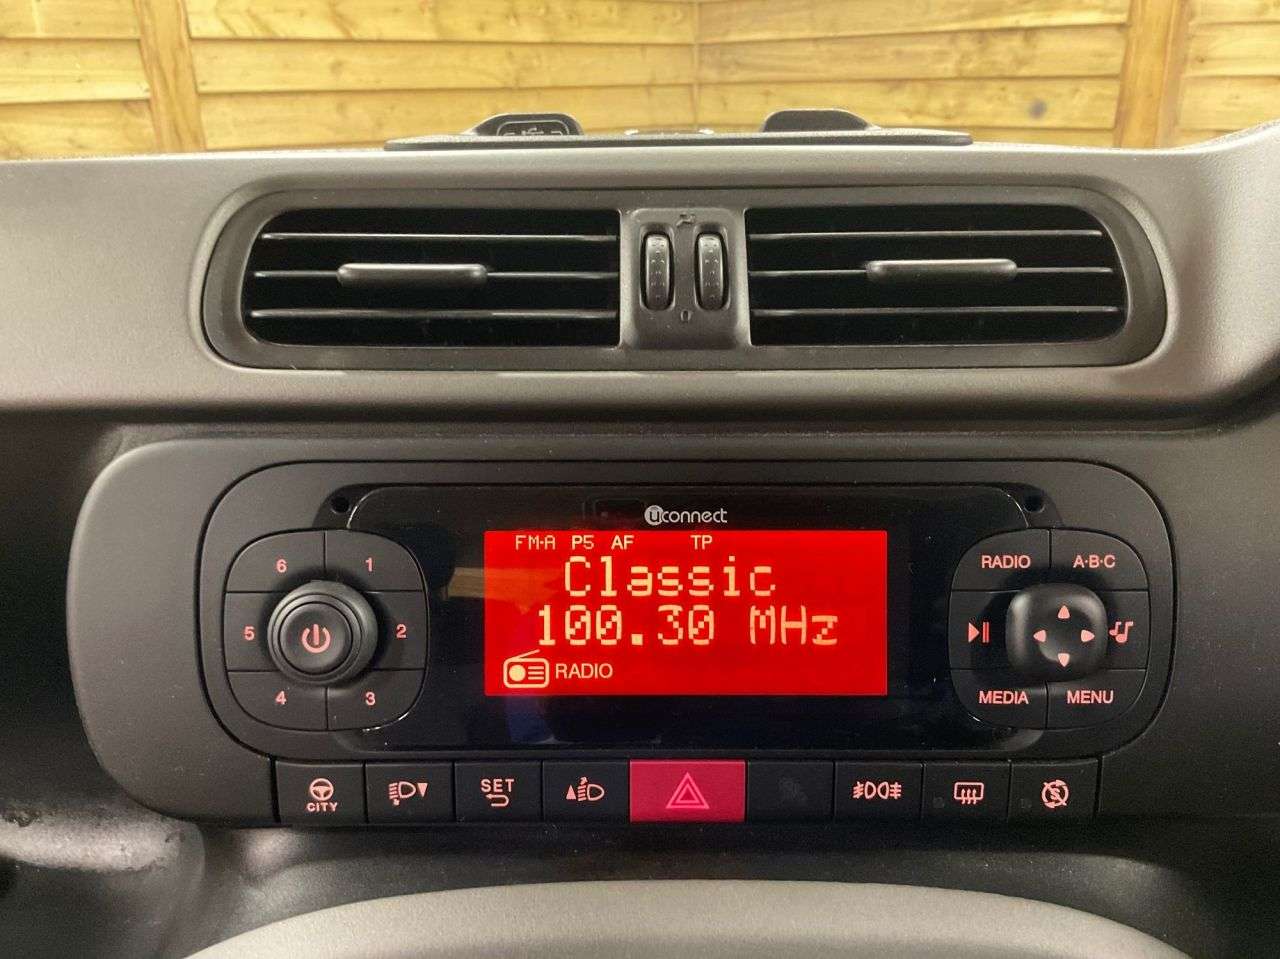 uconnect
FM-A P5 AF TP
Classic
100.30 MHz
RADIO
6 1
5 2
4 3
RADIO A·B·C
MEDIA MENU
CITY
SET